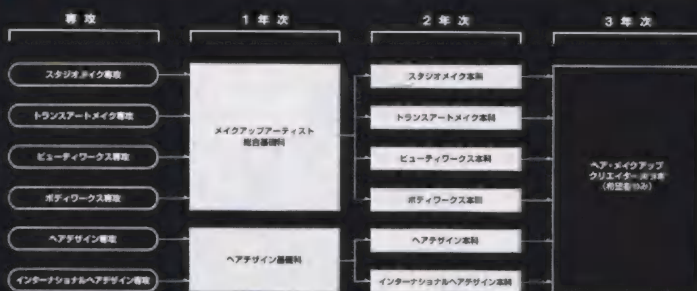 専攻
1年次
2年次
3年次
スタジオメイク専攻
トランスアートメイク専攻
ビューティワークス専攻
ボディワークス専攻
ヘアデザイン専攻
インターナショナルヘアデザイン専攻
メイクアップアーティスト
総合基礎科
ヘアデザイン基礎科
スタジオメイク本科
トランスアートメイク本科
ビューティワークス本科
ボディワークス本科
ヘアデザイン本科
インターナショナルヘアデザイン本科
ヘア・メイクアップ
クリエイター
(希望者のみ)